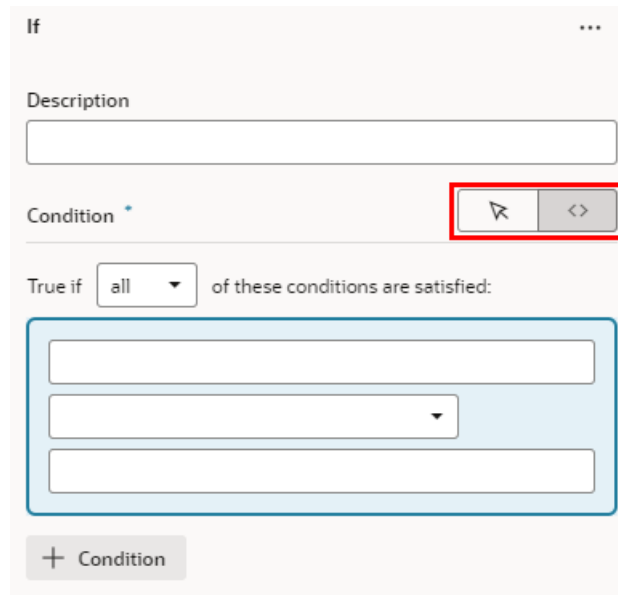 If
Description
Condition *
True if all of these conditions are satisfied:
+ Condition